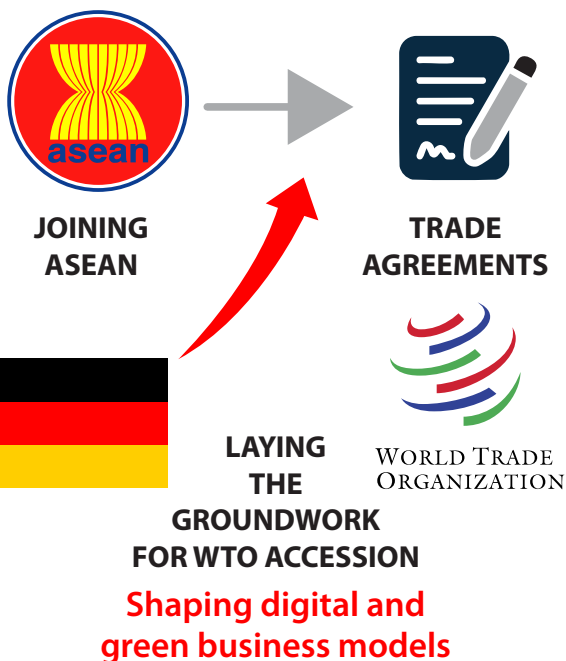 asean
JOINING
ASEAN
TRADE
AGREEMENTS
WORLD TRADE
ORGANIZATION
LAYING
THE
GROUNDWORK
FOR WTO ACCESSION
Shaping digital and
green business models